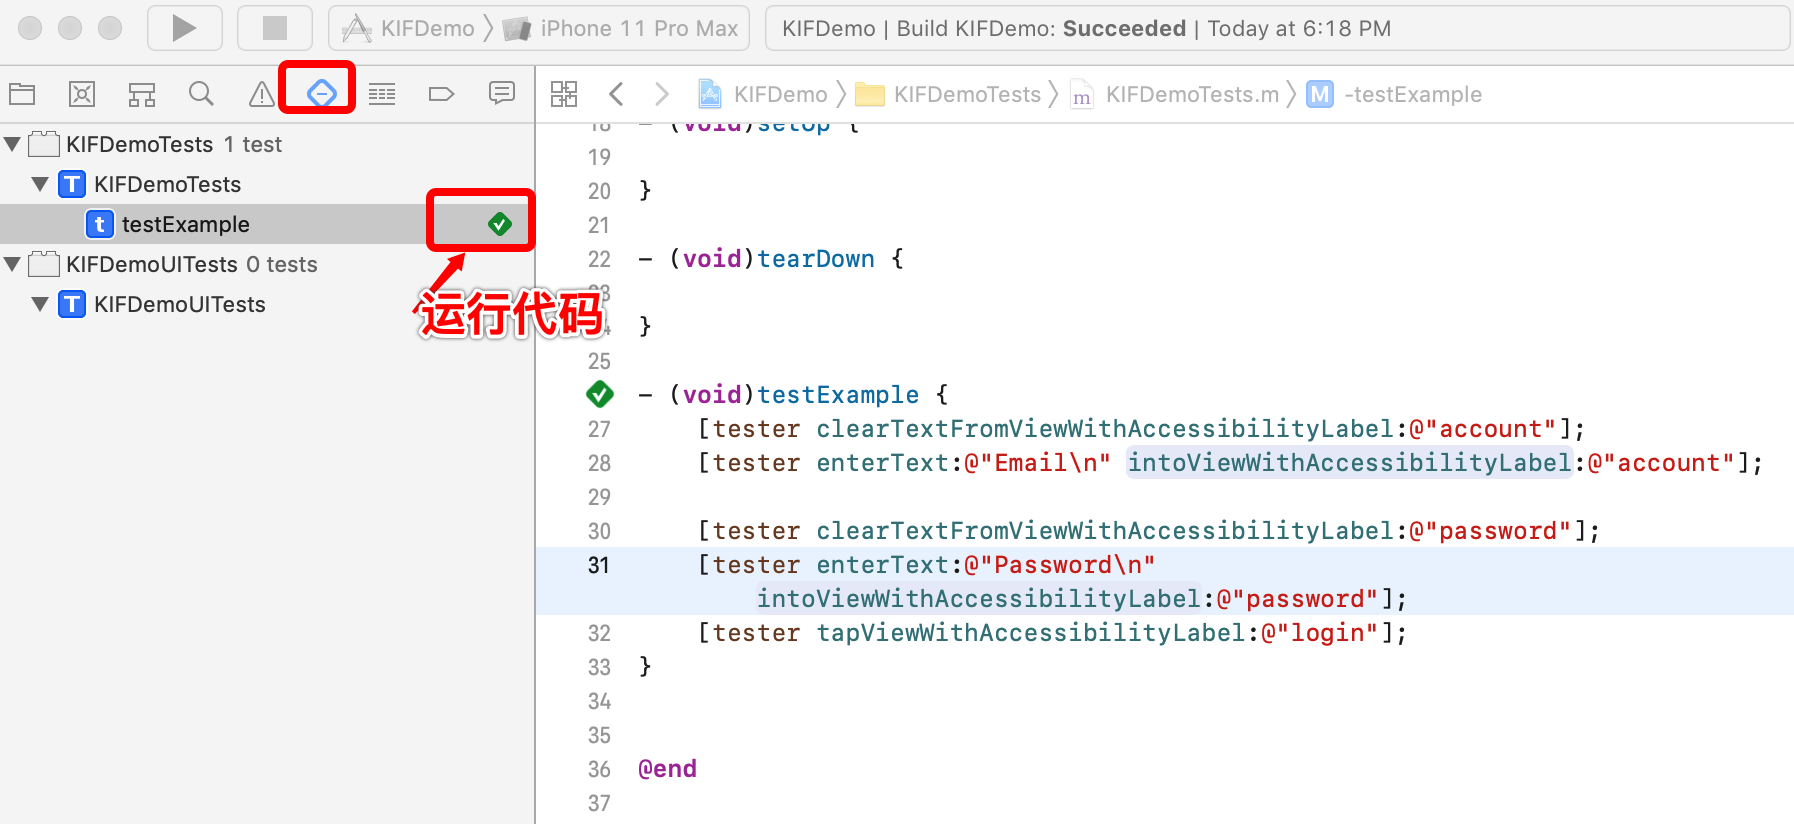 KIFDemo iPhone 11 Pro Max KIFDemo | Build KIFDemo: Succeeded | Today at 6:18 PM
KIFDemo KIFDemoTests m KIFDemoTests.m M -testExample
KIFDemoTests 1 test
T KIFDemoTests
t testExample
KIFDemoUITests 0 tests
T KIFDemoUITests
运行代码
18 - (void)setUp {
19
20 }
21
22 - (void)tearDown {
23
24 }
25
- (void)testExample {
27 [tester clearTextFromViewWithAccessibilityLabel:@"account"];
28 [tester enterText:@"Email\n" intoViewWithAccessibilityLabel:@"account"];
29
30 [tester clearTextFromViewWithAccessibilityLabel:@"password"];
31 [tester enterText:@"Password\n"
intoViewWithAccessibilityLabel:@"password"];
32 [tester tapViewWithAccessibilityLabel:@"login"];
33 }
34
35
36 @end
37